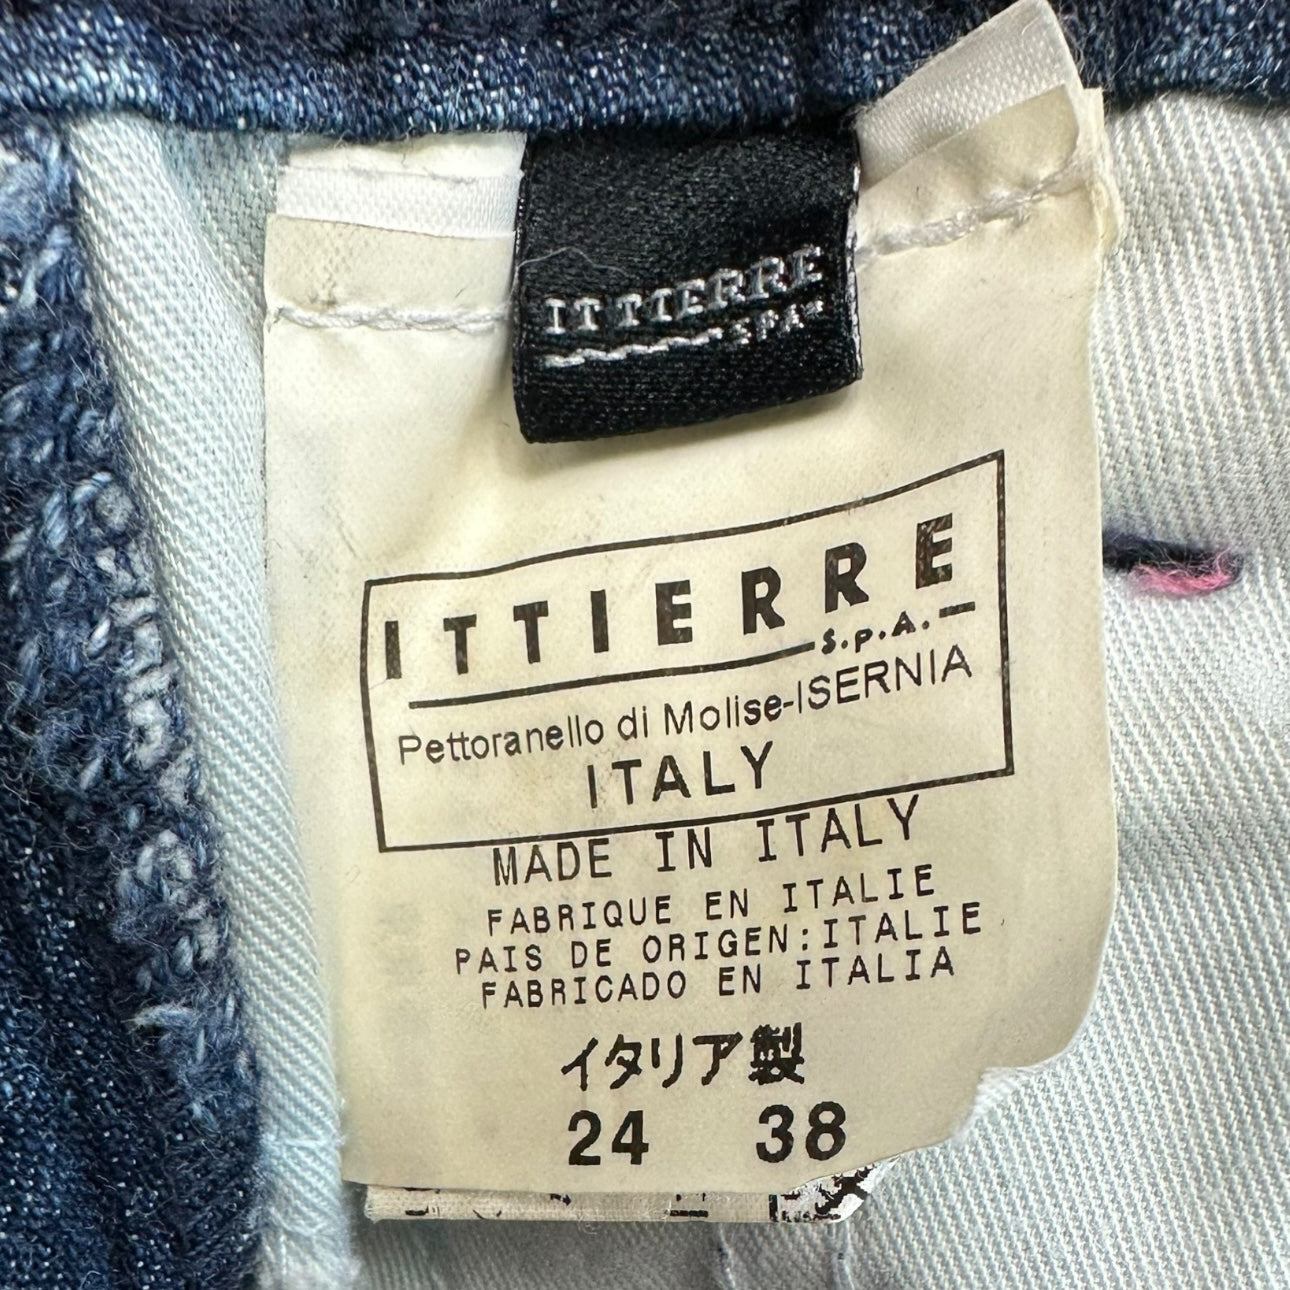 ITTIERRE
SPA
ITTIERRE
S.p.A.
Pettoranello di Molise-ISERNIA
ITALY
MADE IN ITALY
FABRIQUE EN ITALIE
PAIS DE ORIGEN:ITALIE
FABRICADO EN ITALIA
イタリア製
24 38